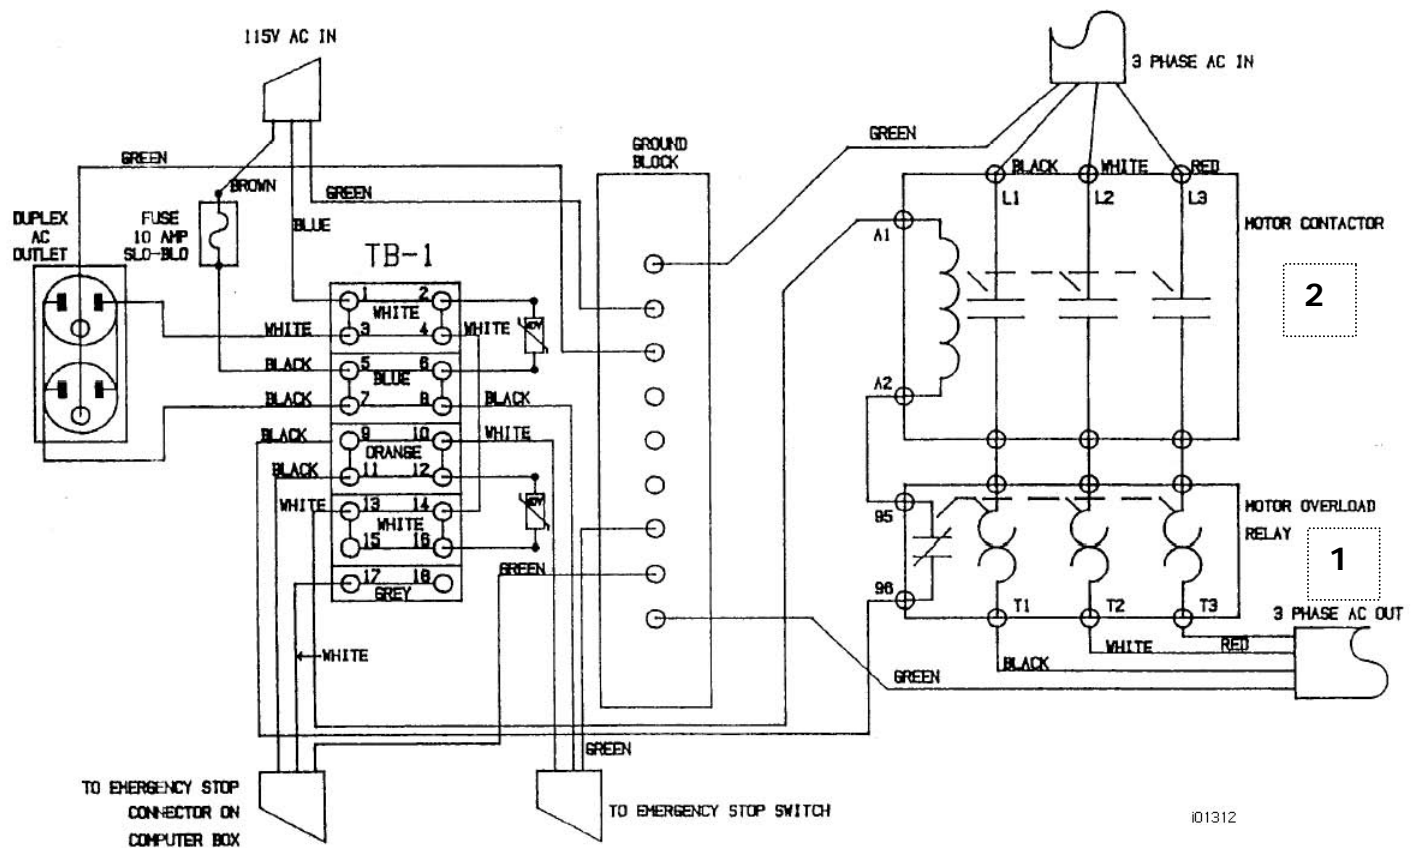 115V AC IN
3 PHASE AC IN
GREEN
GROUND
BLOCK
GREEN
BROWN
GREEN
BLACK
WHITE
RED
L1
L2
L3
DUPLEX
AC
OUTLET
FUSE
10 AMP
SLO-BLO
BLUE
TB-1
A1
MOTOR CONTACTOR
2
1
2
WHITE
WHITE
3
4
WHITE
MOV
BLACK
5
6
BLUE
A2
BLACK
7
8
BLACK
BLACK
9
10
WHITE
ORANGE
BLACK
11
12
WHITE
13
14
WHITE
MOV
95
MOTOR OVERLOAD
RELAY
1
15
16
GREEN
17
18
GREY
96
T1
T2
T3
3 PHASE AC OUT
WHITE
BLACK
WHITE
RED
GREEN
GREEN
TO EMERGENCY STOP
CONNECTOR ON
COMPUTER BOX
TO EMERGENCY STOP SWITCH
i01312